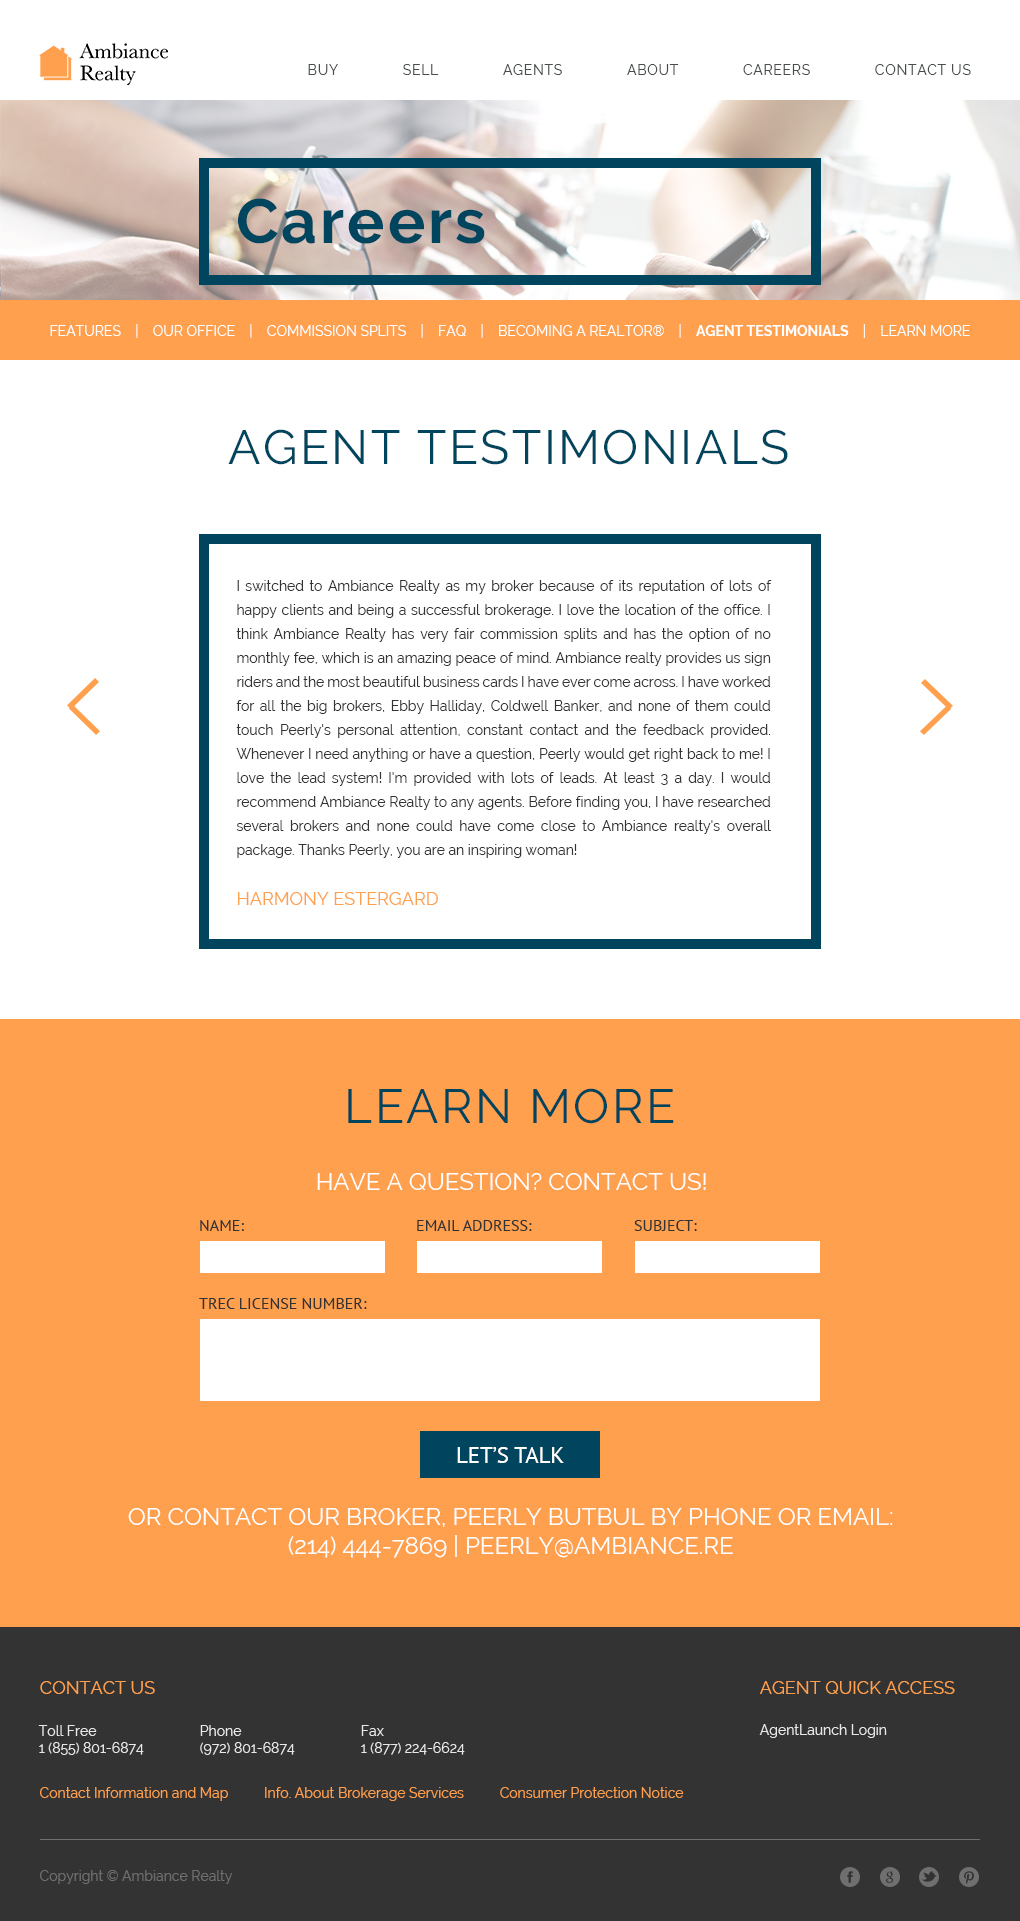 Ambiance
Realty
BUY SELL AGENTS ABOUT CAREERS CONTACT US
Careers
FEATURES | OUR OFFICE | COMMISSION SPLITS | FAQ | BECOMING A REALTOR® | AGENT TESTIMONIALS | LEARN MORE
AGENT TESTIMONIALS
I switched to Ambiance Realty as my broker because of its reputation of lots of
happy clients and being a successful brokerage. I love the location of the office. I
think Ambiance Realty has very fair commission splits and has the option of no
monthly fee, which is an amazing peace of mind. Ambiance realty provides us sign
riders and the most beautiful business cards I have ever come across. I have worked
for all the big brokers, Ebby Halliday, Coldwell Banker, and none of them could
touch Peerly's personal attention, constant contact and the feedback provided.
Whenever I need anything or have a question, Peerly would get right back to me! I
love the lead system! I'm provided with lots of leads. At least 3 a day. I would
recommend Ambiance Realty to any agents. Before finding you, I have researched
several brokers and none could have come close to Ambiance realty's overall
package. Thanks Peerly, you are an inspiring woman!
HARMONY ESTERGARD
LEARN MORE
HAVE A QUESTION? CONTACT US!
NAME: EMAIL ADDRESS: SUBJECT:
TREC LICENSE NUMBER:
LET'S TALK
OR CONTACT OUR BROKER, PEERLY BUTBUL BY PHONE OR EMAIL:
(214) 444-7869 | PEERLY@AMBIANCE.RE
CONTACT US AGENT QUICK ACCESS
Toll Free Phone Fax AgentLaunch Login
1 (855) 801-6874 (972) 801-6874 1 (877) 224-6624
Contact Information and Map Info. About Brokerage Services Consumer Protection Notice
Copyright © Ambiance Realty